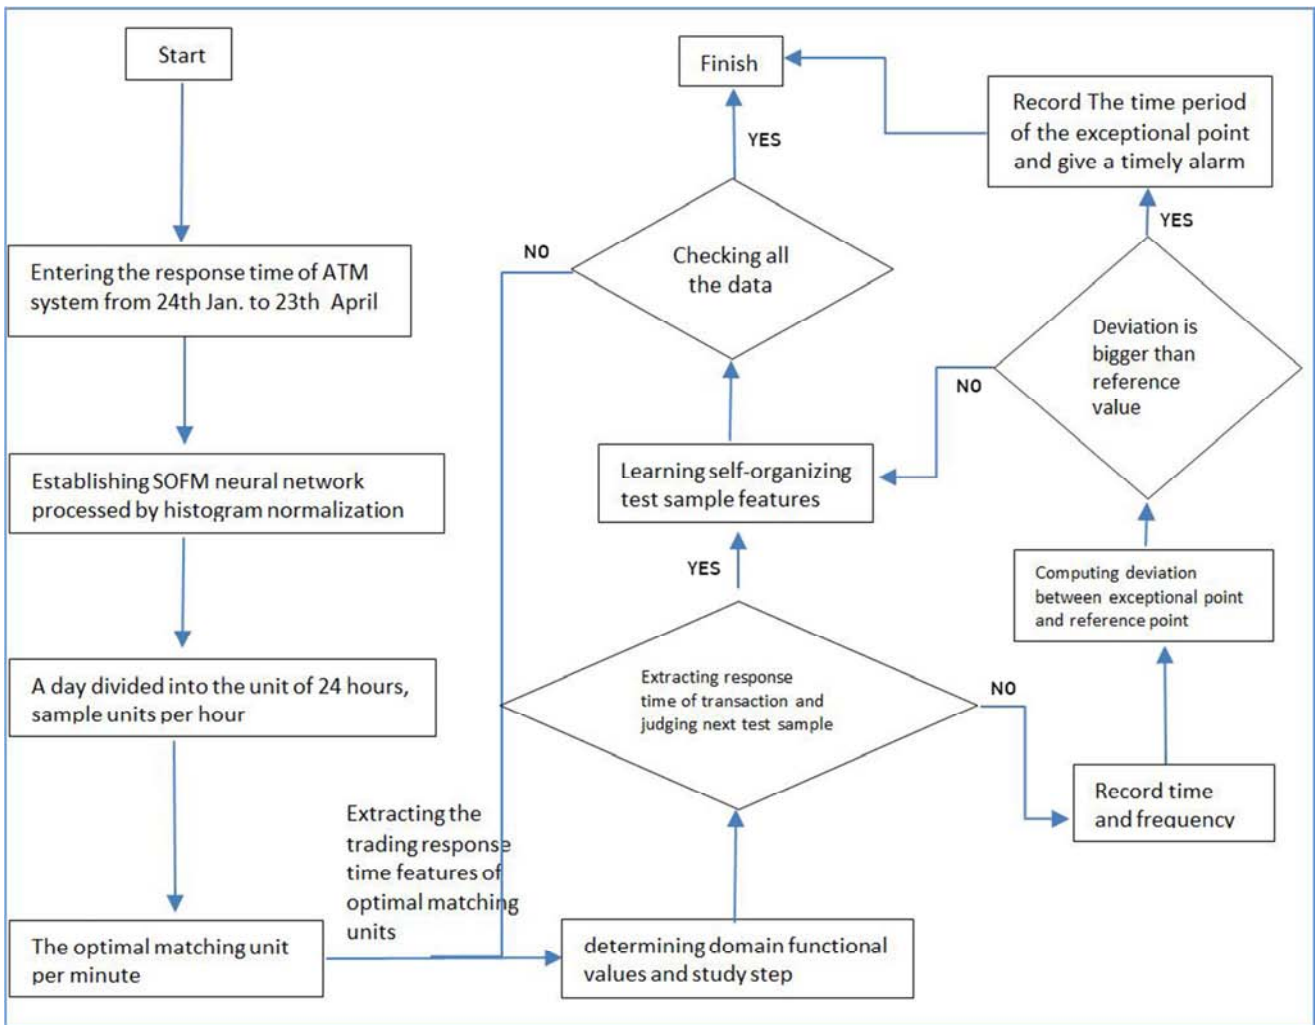 Start
Entering the response time of ATM
system from 24th Jan. to 23th April
Establishing SOFM neural network
processed by histogram normalization
A day divided into the unit of 24 hours,
sample units per hour
The optimal matching unit
per minute
Extracting the
trading response
time features of
optimal matching
units
determining domain functional
values and study step
Extracting response
time of transaction and
judging next test sample
YES
NO
Learning self-organizing
test sample features
Checking all
the data
NO
YES
Finish
Record time
and frequency
Computing deviation
between exceptional point
and reference point
Deviation is
bigger than
reference
value
NO
YES
Record The time period
of the exceptional point
and give a timely alarm